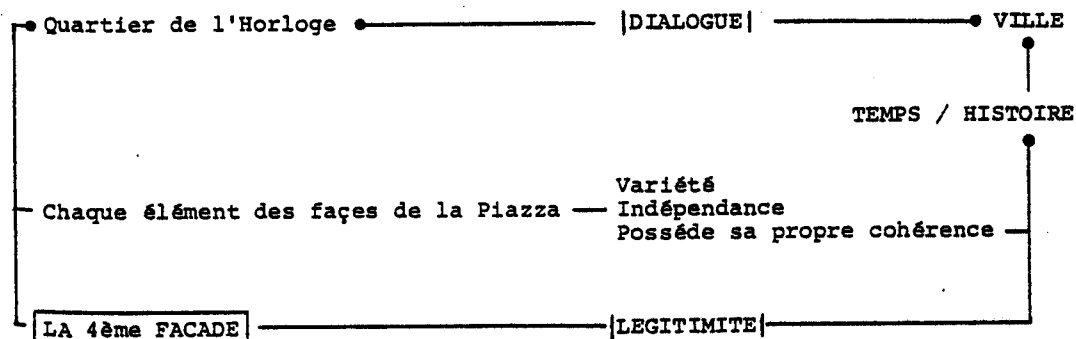 Quartier de l'Horloge |DIALOGUE| VILLE
TEMPS / HISTOIRE
Chaque élément des façes de la Piazza
Variété
Indépendance
Posséde sa propre cohérence
LA 4ème FACADE |LEGITIMITE|